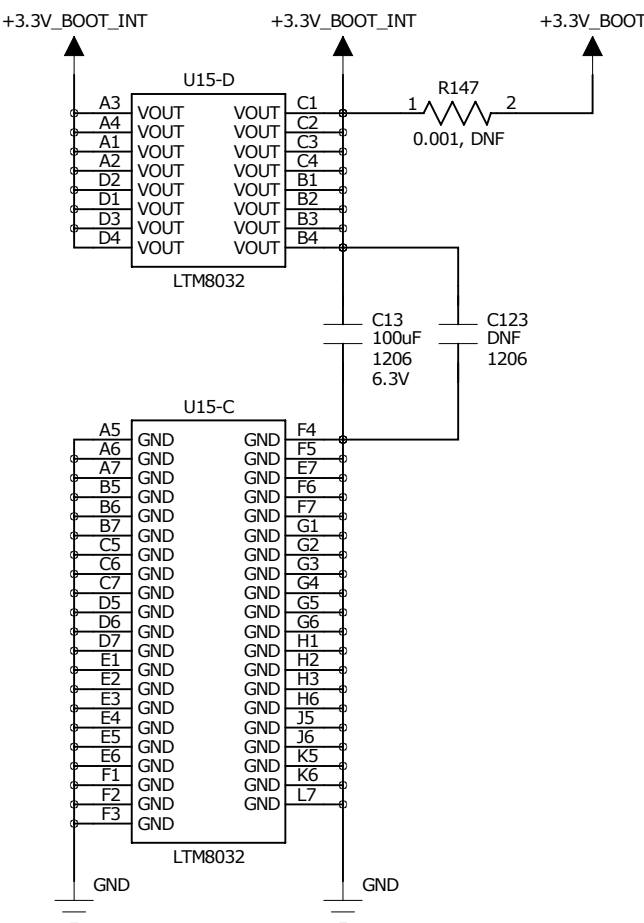 +3.3V_BOOT_INT +3.3V_BOOT_INT +3.3V_BOOT
U15-D
R147
1 2
0.001, DNF
A3 VOUT VOUT C1
A4 VOUT VOUT C2
A1 VOUT VOUT C3
A2 VOUT VOUT C4
D2 VOUT VOUT B1
D1 VOUT VOUT B2
D3 VOUT VOUT B3
D4 VOUT VOUT B4
LTM8032
C13
100uF
1206
6.3V
C123
DNF
1206
U15-C
A5 GND GND F4
A6 GND GND F5
A7 GND GND E7
B5 GND GND F6
B6 GND GND F7
B7 GND GND G1
C5 GND GND G2
C6 GND GND G3
C7 GND GND G4
D5 GND GND G5
D6 GND GND G6
D7 GND GND H1
E1 GND GND H2
E2 GND GND H3
E3 GND GND H6
E4 GND GND J5
E5 GND GND J6
E6 GND GND K5
F1 GND GND K6
F2 GND GND L7
F3 GND
LTM8032
GND GND